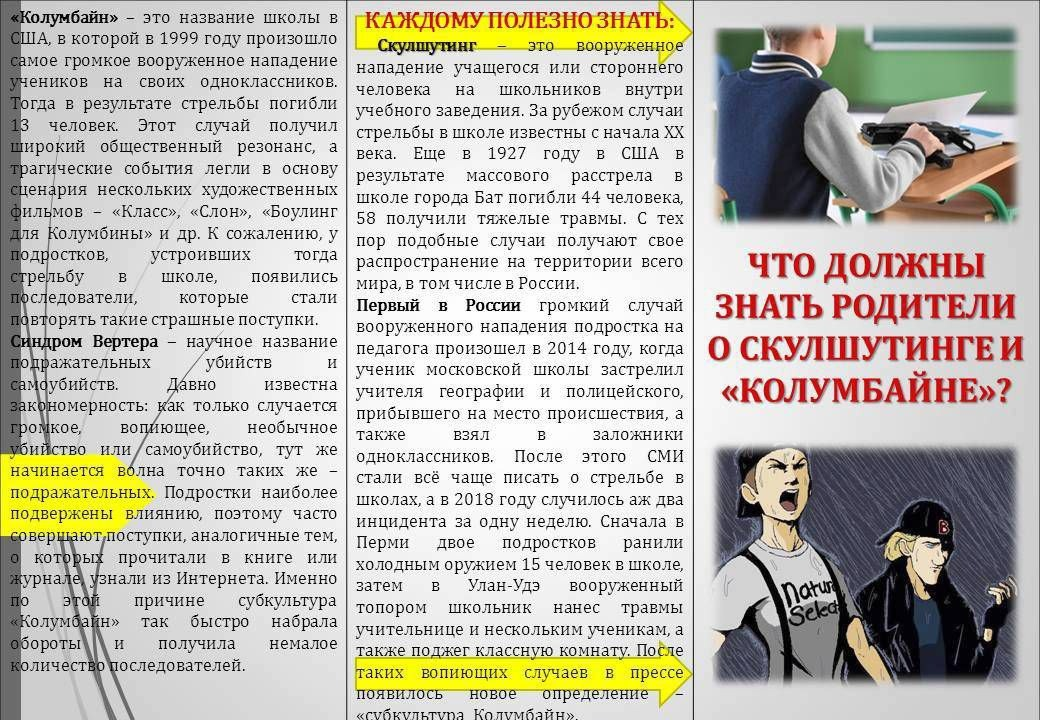 «Колумбайн» – это название школы в
США, в которой в 1999 году произошло
самое громкое вооруженное нападение
учеников на своих одноклассников.
Тогда в результате стрельбы погибли
13 человек. Этот случай получил
широкий общественный резонанс, а
трагические события легли в основу
сценария нескольких художественных
фильмов – «Класс», «Слон», «Боулинг
для Колумбины» и др. К сожалению, у
подростков, устроивших тогда
стрельбу в школе, появились
последователи, которые стали
повторять такие страшные поступки.
Синдром Вертера – научное название
подражательных убийств и
самоубийств. Давно известна
закономерность: как только случается
громкое, вопиющее, необычное
убийство или самоубийство, тут же
начинается волна точно таких же –
подражательных. Подростки наиболее
подвержены влиянию, поэтому часто
совершают поступки, аналогичные тем,
о которых прочитали в книге или
журнале, узнали из Интернета. Именно
по этой причине субкультура
«Колумбайн» так быстро набрала
обороты и получила немалое
количество последователей.
КАЖДОМУ ПОЛЕЗНО ЗНАТЬ:
Скулшутинг – это вооруженное
нападение учащегося или стороннего
человека на школьников внутри
учебного заведения. За рубежом случаи
стрельбы в школе известны с начала XX
века. Еще в 1927 году в США в
результате массового расстрела в
школе города Бат погибли 44 человека,
58 получили тяжелые травмы. С тех
пор подобные случаи получают свое
распространение на территории всего
мира, в том числе в России.
Первый в России громкий случай
вооруженного нападения подростка на
педагога произошел в 2014 году, когда
ученик московской школы застрелил
учителя географии и полицейского,
прибывшего на место происшествия, а
также взял в заложники
одноклассников. После этого СМИ
стали всё чаще писать о стрельбе в
школах, а в 2018 году случилось аж два
инцидента за одну неделю. Сначала в
Перми двое подростков ранили
холодным оружием 15 человек в школе,
затем в Улан-Удэ вооруженный
топором школьник нанес травмы
учительнице и нескольким ученикам, а
также поджег классную комнату. После
таких вопиющих случаев в прессе
появилось новое определение –
«субкультура Колумбайн».
ЧТО ДОЛЖНЫ
ЗНАТЬ РОДИТЕЛИ
О СКУЛШУТИНГЕ И
«КОЛУМБАЙНЕ»?
B
Natur
Select